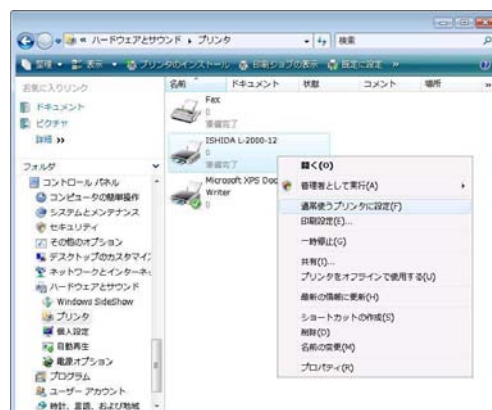 « ハードウェアとサウンド › プリンタ
検索
管理 表示 プリンタのインストール 印刷ジョブの表示 既定に設定 »
お気に入りリンク
ドキュメント
ピクチャ
詳細 »
フォルダ
コントロール パネル
コンピュータの簡単操作
システムとメンテナンス
セキュリティ
その他のオプション
デスクトップのカスタマイ
ネットワークとインターネ
ハードウェアとサウンド
Windows SideShow
プリンタ
個人設定
自動再生
電源オプション
プログラム
ユーザー アカウント
時計、言語、および地域
名前 ドキュメント 状態 コメント 場所 »
Fax
0
準備完了
ISHIDA L-2000-12
0
準備完了
Microsoft XPS Doc
Writer
0
開く(O)
管理者として実行(A)
通常使うプリンタに設定(F)
印刷設定(E)...
一時停止(G)
共有(I)...
プリンタをオフラインで使用する(U)
最新の情報に更新(H)
ショートカットの作成(S)
削除(D)
名前の変更(M)
プロパティ(R)